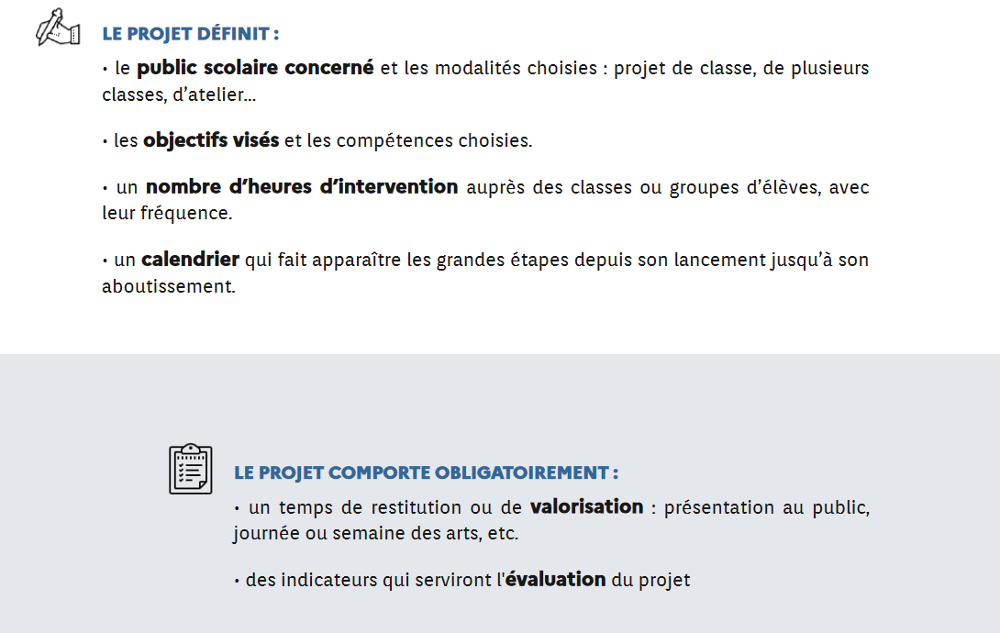 LE PROJET DÉFINIT :
• le public scolaire concerné et les modalités choisies : projet de classe, de plusieurs
classes, d’atelier...
• les objectifs visés et les compétences choisies.
• un nombre d’heures d’intervention auprès des classes ou groupes d’élèves, avec
leur fréquence.
• un calendrier qui fait apparaître les grandes étapes depuis son lancement jusqu’à son
aboutissement.
LE PROJET COMPORTE OBLIGATOIREMENT :
• un temps de restitution ou de valorisation : présentation au public,
journée ou semaine des arts, etc.
• des indicateurs qui serviront l'évaluation du projet